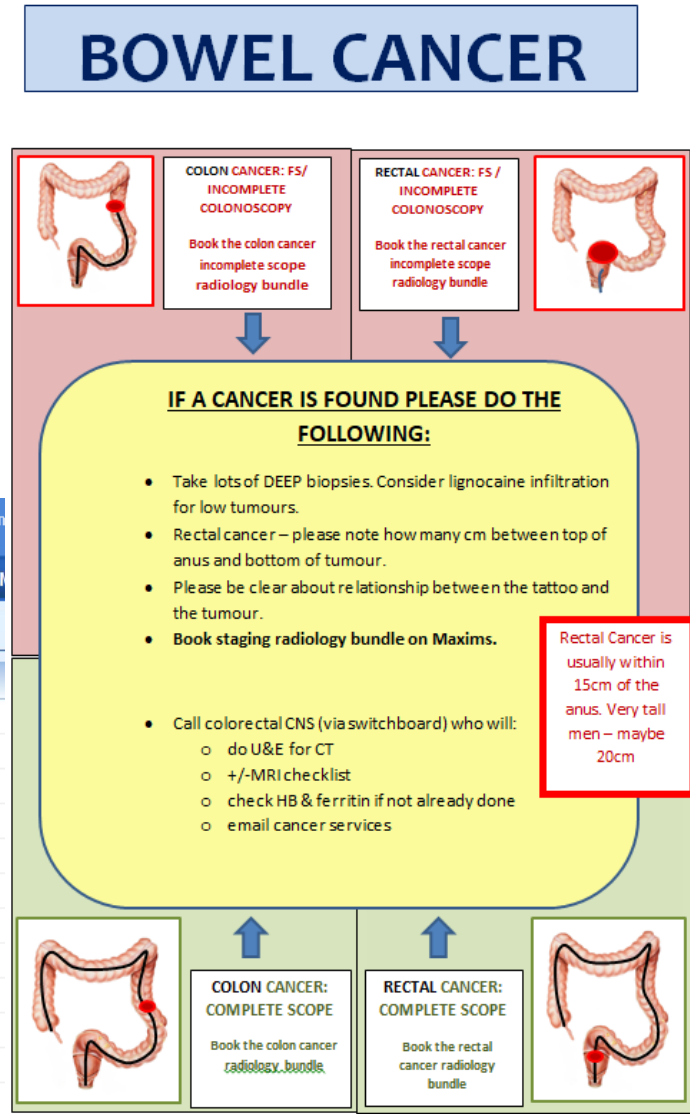 BOWEL CANCER
COLON CANCER: FS/
INCOMPLETE
COLONOSCOPY
Book the colon cancer
incomplete scope
radiology bundle
RECTAL CANCER: FS /
INCOMPLETE
COLONOSCOPY
Book the rectal cancer
incomplete scope
radiology bundle
IF A CANCER IS FOUND PLEASE DO THE
FOLLOWING:
• Take lots of DEEP biopsies. Consider lignocaine infiltration
for low tumours.
• Rectal cancer – please note how many cm between top of
anus and bottom of tumour.
• Please be clear about relationship between the tattoo and
the tumour.
• Book staging radiology bundle on Maxims.
Rectal Cancer is
usually within
15cm of the
anus. Very tall
men – maybe
20cm
• Call colorectal CNS (via switchboard) who will:
o do U&E for CT
o +/-MRI checklist
o check HB & ferritin if not already done
o email cancer services
COLON CANCER:
COMPLETE SCOPE
Book the colon cancer
radiology bundle
RECTAL CANCER:
COMPLETE SCOPE
Book the rectal
cancer radiology
bundle